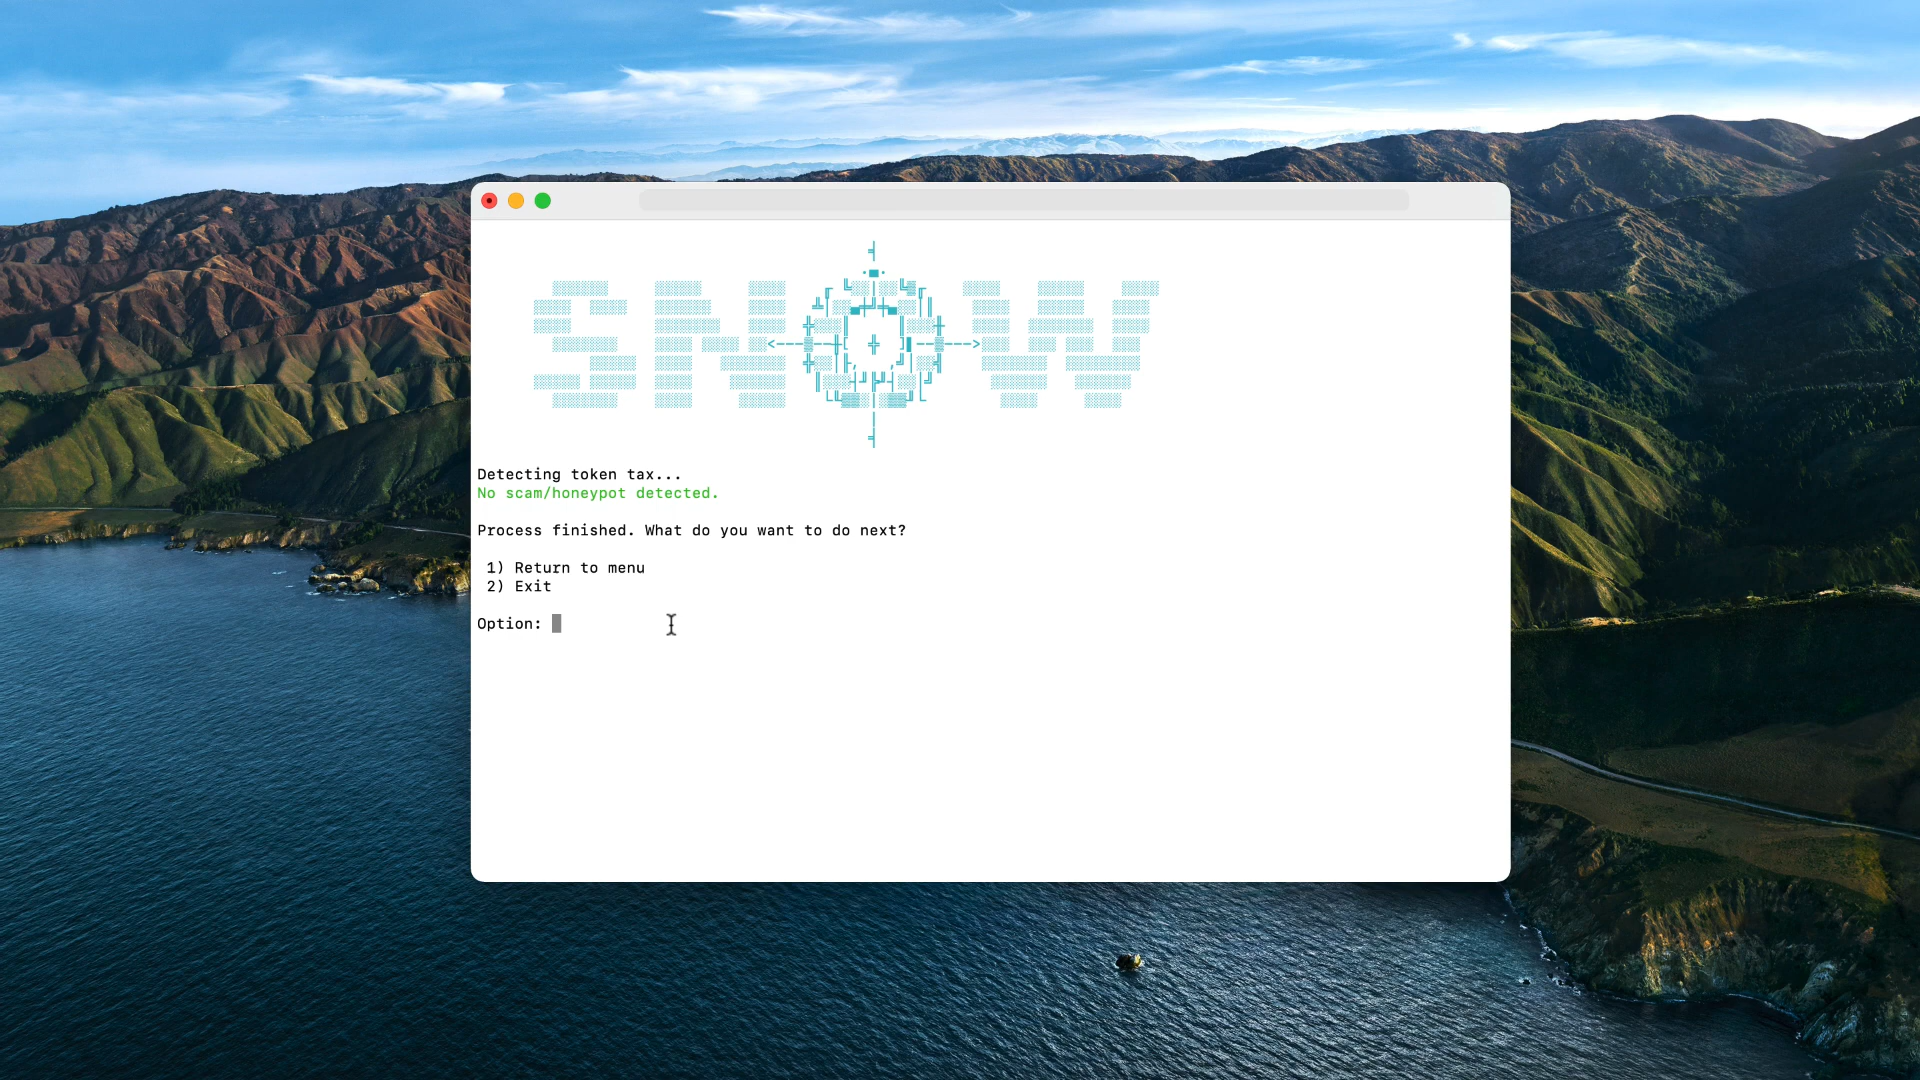 SNOW
Detecting token tax...
No scam/honeypot detected.
Process finished. What do you want to do next?
1) Return to menu
2) Exit
Option: